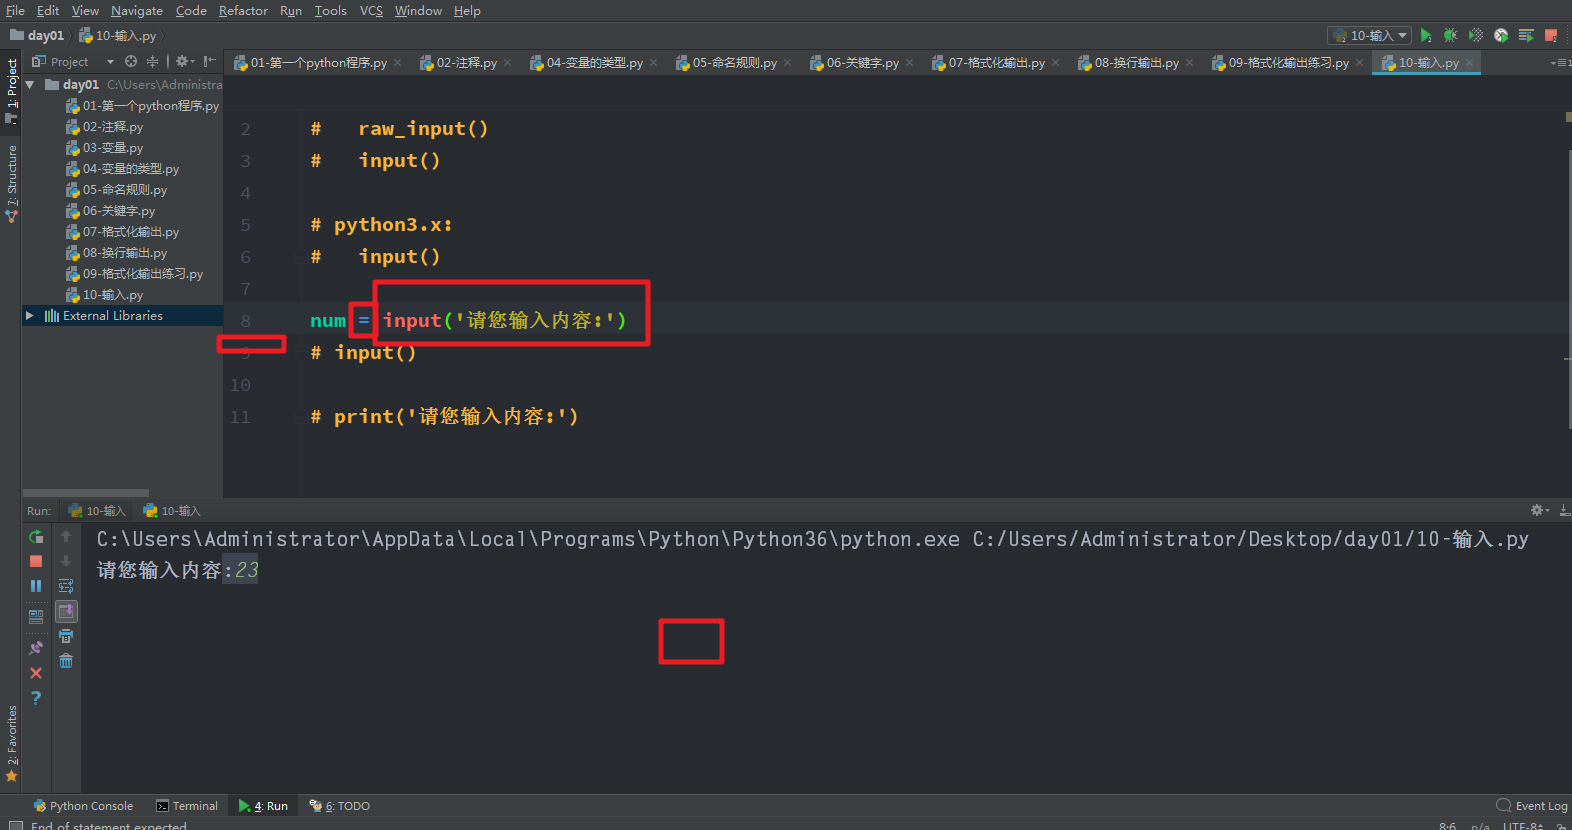 File Edit View Navigate Code Refactor Run Tools VCS Window Help
day01 10-输入.py 10-输入
1: Project
Project
01-第一个python程序.py 02-注释.py 04-变量的类型.py 05-命名规则.py 06-关键字.py 07-格式化输出.py 08-换行输出.py 09-格式化输出练习.py 10-输入.py
day01 C:\Users\Administra
01-第一个python程序.py
02-注释.py
03-变量.py
04-变量的类型.py
05-命名规则.py
06-关键字.py
07-格式化输出.py
08-换行输出.py
09-格式化输出练习.py
10-输入.py
External Libraries
7: Structure
2 # raw_input()
3 # input()
4
5 # python3.x:
6 # input()
7
8 num = input('请您输入内容:')
9 # input()
10
11 # print('请您输入内容:')
Run: 10-输入 10-输入
C:\Users\Administrator\AppData\Local\Programs\Python\Python36\python.exe C:/Users/Administrator/Desktop/day01/10-输入.py
请您输入内容:23
2: Favorites
Python Console Terminal 4: Run 6: TODO Event Log
End of statement expected 8:6 n/a UTF-8